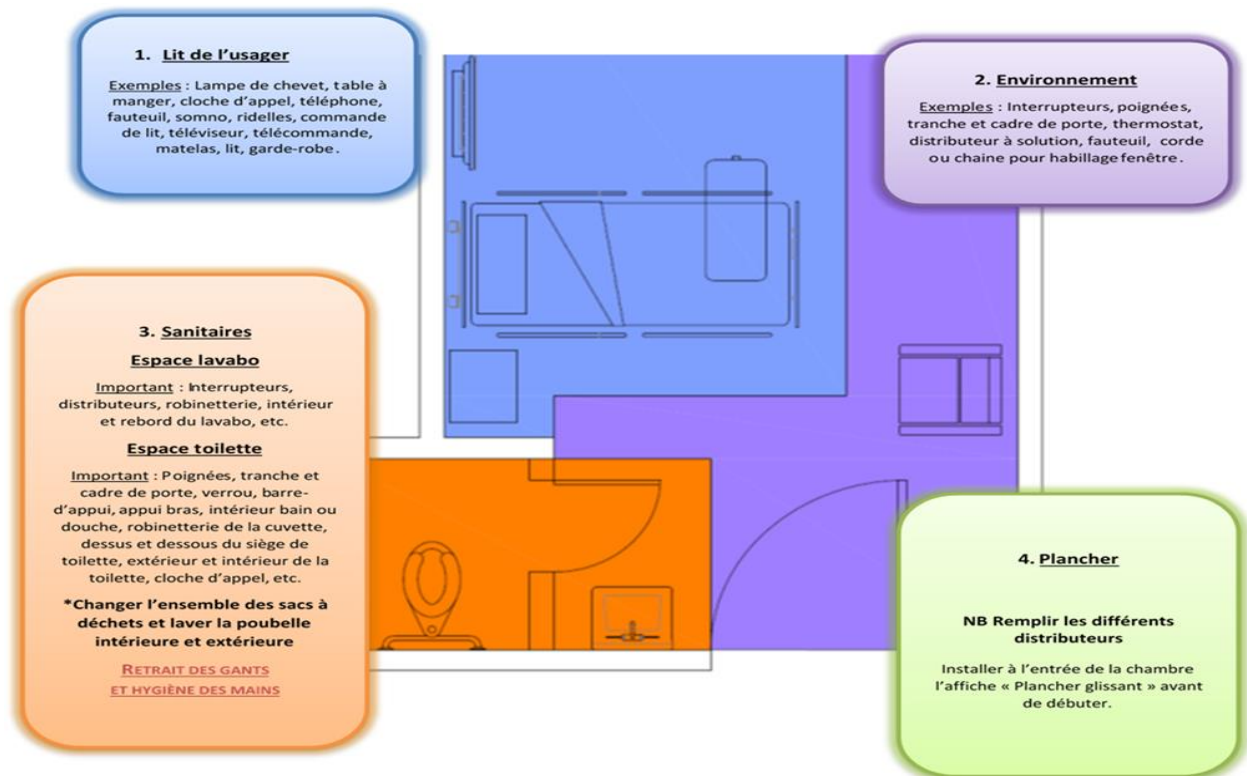 1. Lit de l’usager
Exemples : Lampe de chevet, table à
manger, cloche d’appel, téléphone,
fauteuil, somno, ridelles, commande
de lit, téléviseur, télécommande,
matelas, lit, garde-robe.
2. Environnement
Exemples : Interrupteurs, poignées,
tranche et cadre de porte, thermostat,
distributeur à solution, fauteuil, corde
ou chaine pour habillage fenêtre.
3. Sanitaires
Espace lavabo
Important : Interrupteurs,
distributeurs, robinetterie, intérieur
et rebord du lavabo, etc.
Espace toilette
Important : Poignées, tranche et
cadre de porte, verrou, barre-
d’appui, appui bras, intérieur bain ou
douche, robinetterie de la cuvette,
dessus et dessous du siège de
toilette, extérieur et intérieur de la
toilette, cloche d’appel, etc.
*Changer l’ensemble des sacs à
déchets et laver la poubelle
intérieure et extérieure
RETRAIT DES GANTS
ET HYGIÈNE DES MAINS
4. Plancher
NB Remplir les différents
distributeurs
Installer à l’entrée de la chambre
l’affiche « Plancher glissant » avant
de débuter.